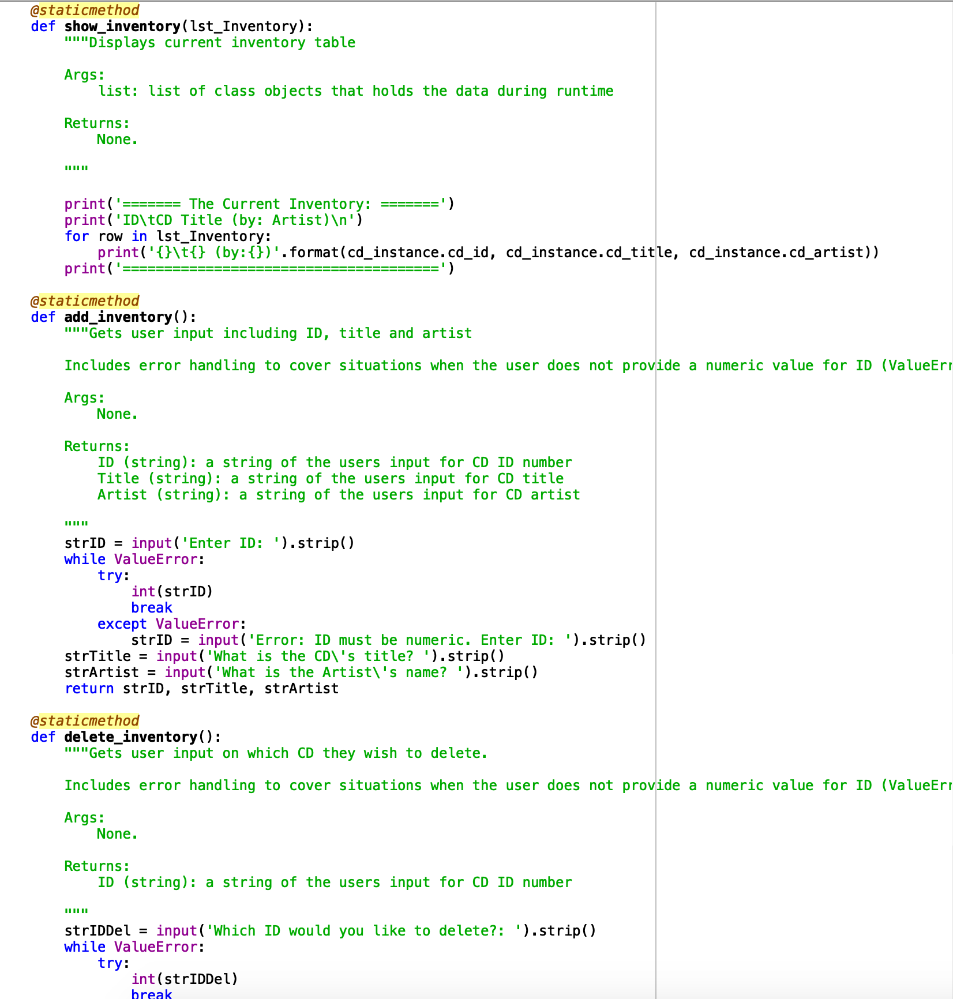 @staticmethod
def show_inventory(lst_Inventory):
    """Displays current inventory table

    Args:
        list: list of class objects that holds the data during runtime

    Returns:
        None.

    """

    print('======= The Current Inventory: =======')
    print('ID\tCD Title (by: Artist)\n')
    for row in lst_Inventory:
        print('{}\t{} (by:{})'.format(cd_instance.cd_id, cd_instance.cd_title, cd_instance.cd_artist))
    print('======================================')

@staticmethod
def add_inventory():
    """Gets user input including ID, title and artist

    Includes error handling to cover situations when the user does not provide a numeric value for ID (ValueErr

    Args:
        None.

    Returns:
        ID (string): a string of the users input for CD ID number
        Title (string): a string of the users input for CD title
        Artist (string): a string of the users input for CD artist

    """
    strID = input('Enter ID: ').strip()
    while ValueError:
        try:
            int(strID)
            break
        except ValueError:
            strID = input('Error: ID must be numeric. Enter ID: ').strip()
    strTitle = input('What is the CD\'s title? ').strip()
    strArtist = input('What is the Artist\'s name? ').strip()
    return strID, strTitle, strArtist

@staticmethod
def delete_inventory():
    """Gets user input on which CD they wish to delete.

    Includes error handling to cover situations when the user does not provide a numeric value for ID (ValueErr

    Args:
        None.

    Returns:
        ID (string): a string of the users input for CD ID number

    """
    strIDDel = input('Which ID would you like to delete?: ').strip()
    while ValueError:
        try:
            int(strIDDel)
            break